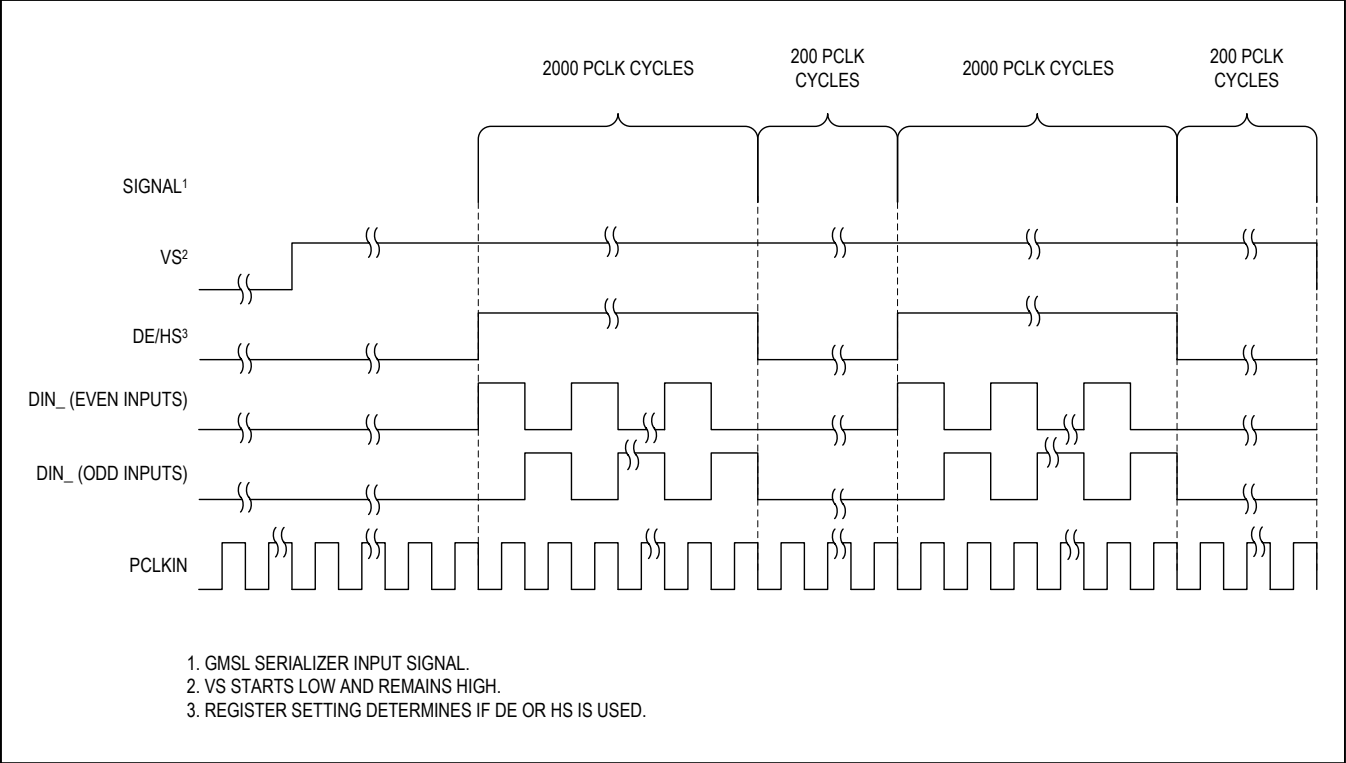 2000 PCLK CYCLES
200 PCLK
CYCLES
2000 PCLK CYCLES
200 PCLK
CYCLES
SIGNAL¹
VS²
DE/HS³
DIN_ (EVEN INPUTS)
DIN_ (ODD INPUTS)
PCLKIN
1. GMSL SERIALIZER INPUT SIGNAL.
2. VS STARTS LOW AND REMAINS HIGH.
3. REGISTER SETTING DETERMINES IF DE OR HS IS USED.